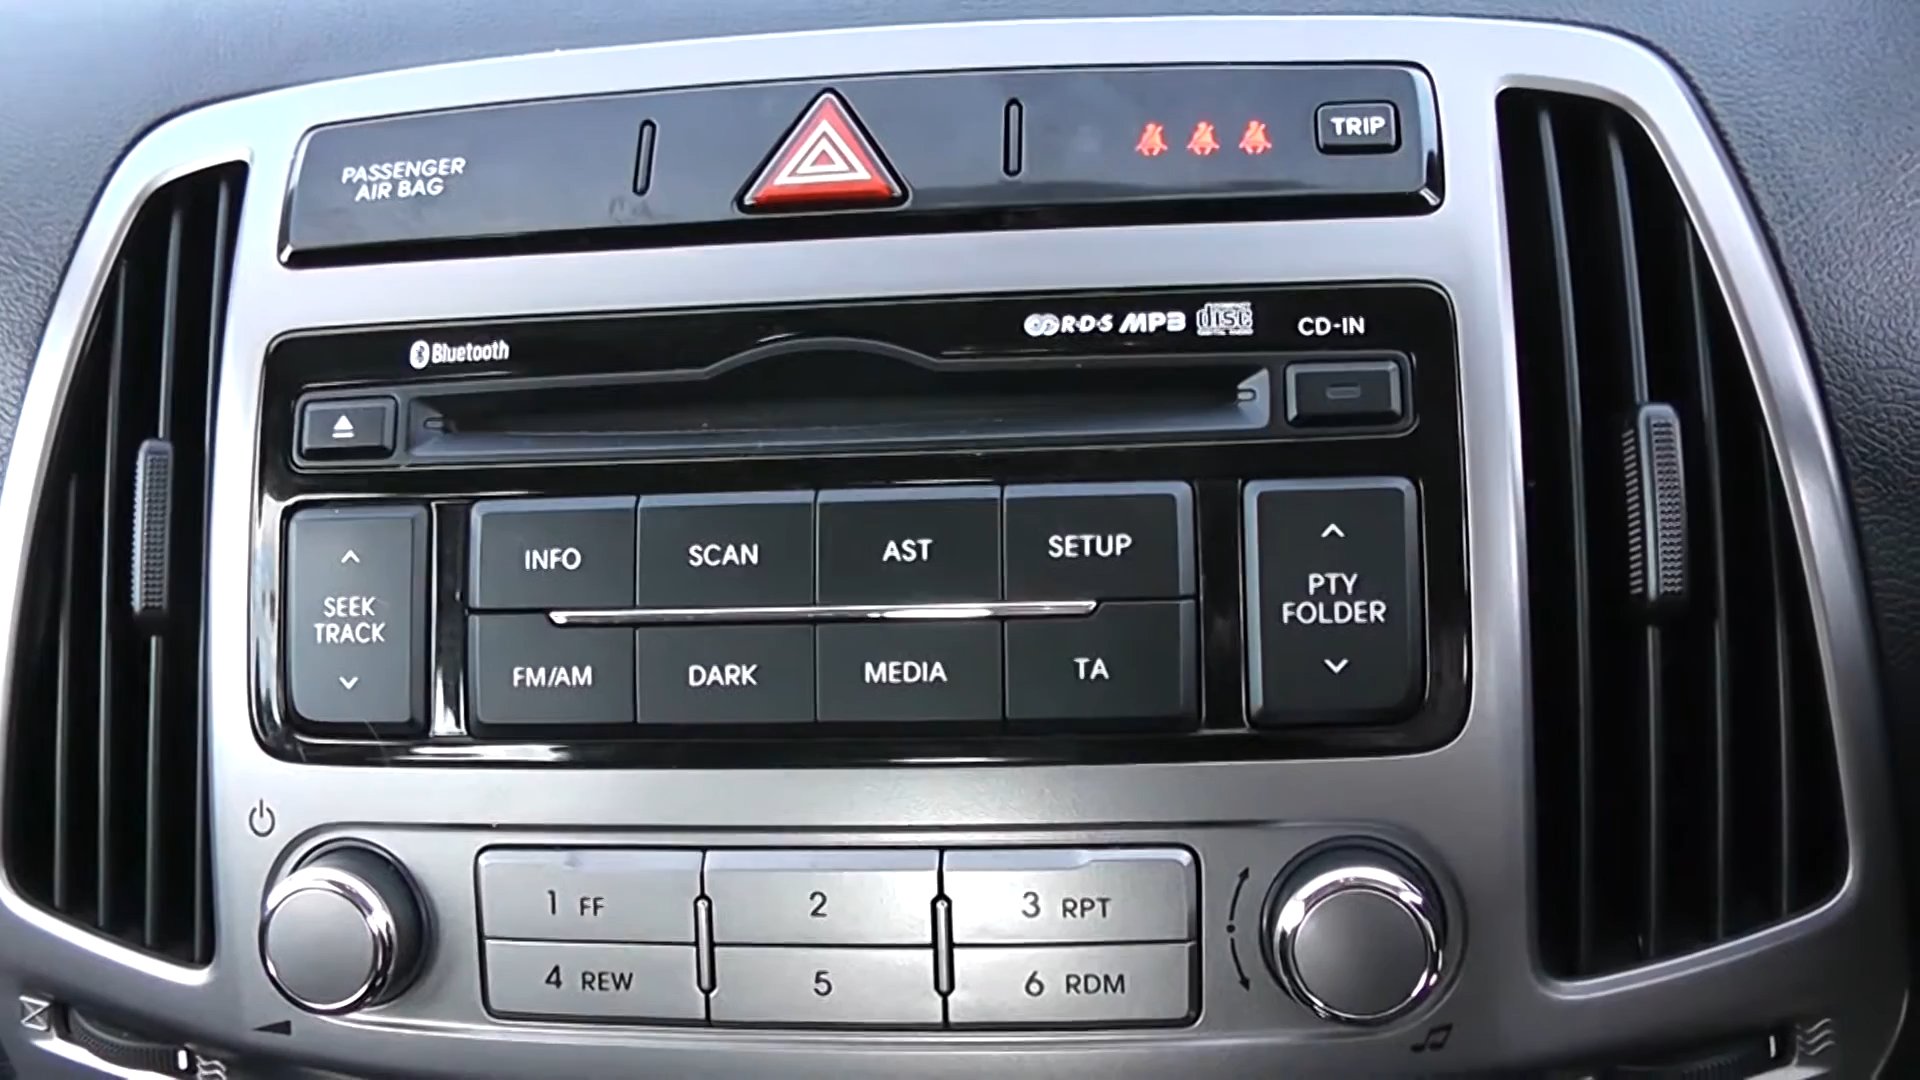 PASSENGER
AIR BAG
TRIP
Bluetooth
R·D·S MP3 disc
CD-IN
SEEK
TRACK
INFO
SCAN
AST
SETUP
PTY
FOLDER
FM/AM
DARK
MEDIA
TA
1 FF
2
3 RPT
4 REW
5
6 RDM